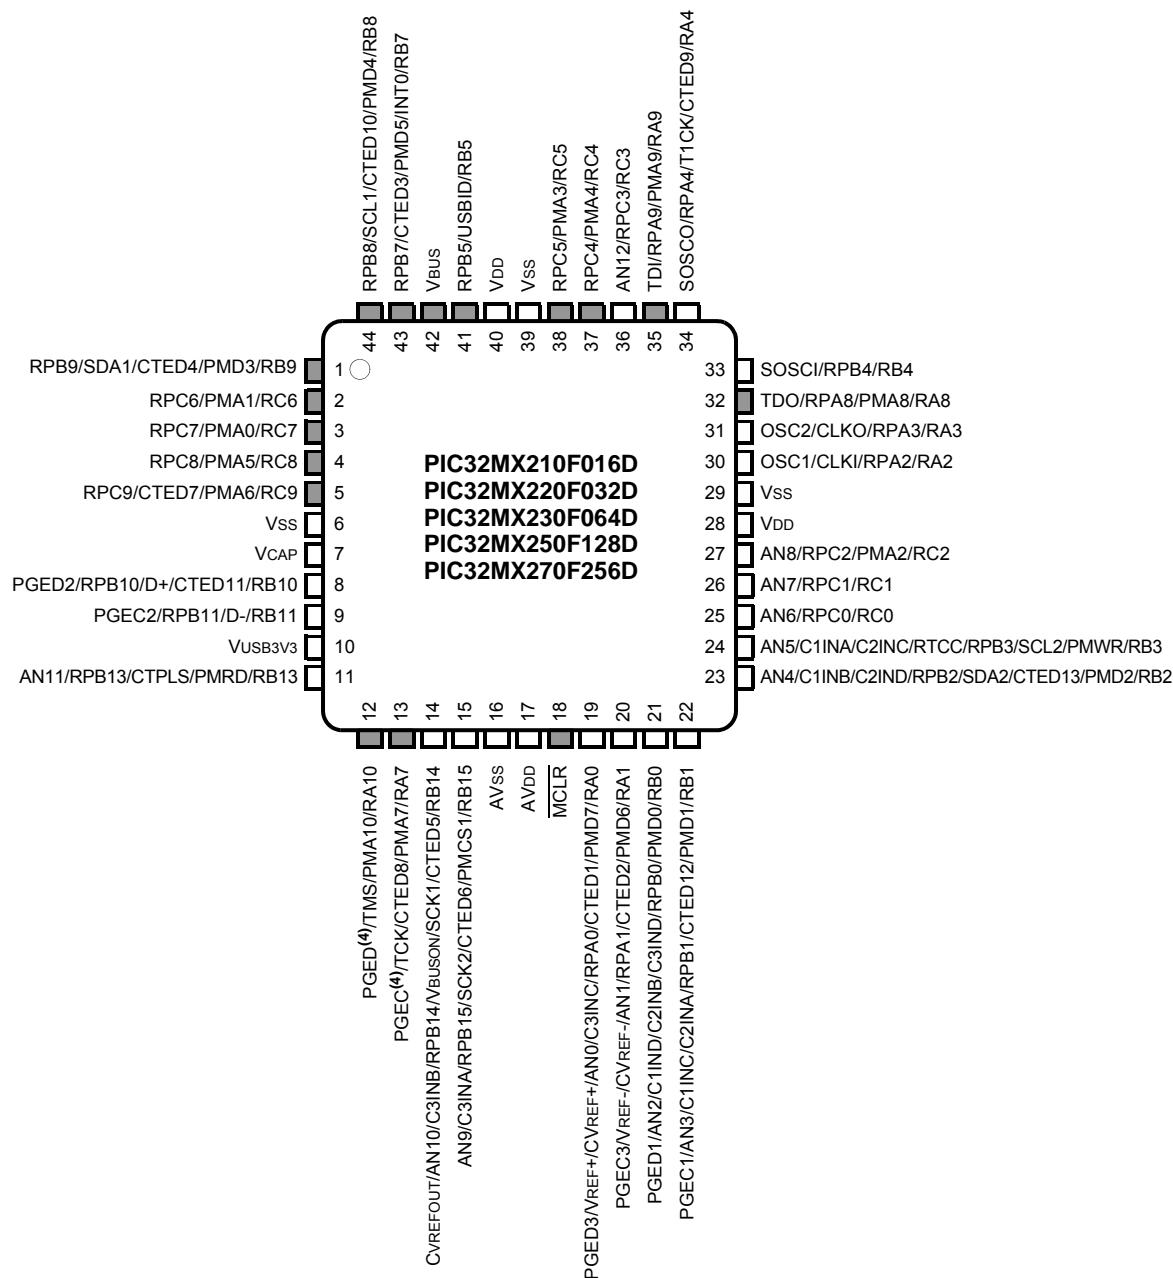 RPB8/SCL1/CTED10/PMD4/RB8
RPB7/CTED3/PMD5/INT0/RB7
VBUS
RPB5/USBID/RB5
VDD
VSS
RPC5/PMA3/RC5
RPC4/PMA4/RC4
AN12/RPC3/RC3
TDI/RPA9/PMA9/RA9
SOSCO/RPA4/T1CK/CTED9/RA4
44 43 42 41 40 39 38 37 36 35 34
RPB9/SDA1/CTED4/PMD3/RB9 1
RPC6/PMA1/RC6 2
RPC7/PMA0/RC7 3
RPC8/PMA5/RC8 4
RPC9/CTED7/PMA6/RC9 5
VSS 6
VCAP 7
PGED2/RPB10/D+/CTED11/RB10 8
PGEC2/RPB11/D-/RB11 9
VUSB3V3 10
AN11/RPB13/CTPLS/PMRD/RB13 11
PIC32MX210F016D
PIC32MX220F032D
PIC32MX230F064D
PIC32MX250F128D
PIC32MX270F256D
33 SOSCI/RPB4/RB4
32 TDO/RPA8/PMA8/RA8
31 OSC2/CLKO/RPA3/RA3
30 OSC1/CLKI/RPA2/RA2
29 VSS
28 VDD
27 AN8/RPC2/PMA2/RC2
26 AN7/RPC1/RC1
25 AN6/RPC0/RC0
24 AN5/C1INA/C2INC/RTCC/RPB3/SCL2/PMWR/RB3
23 AN4/C1INB/C2IND/RPB2/SDA2/CTED13/PMD2/RB2
12 13 14 15 16 17 18 19 20 21 22
PGED(4)/TMS/PMA10/RA10
PGEC(4)/TCK/CTED8/PMA7/RA7
CVREFOUT/AN10/C3INB/RPB14/VBUSON/SCK1/CTED5/RB14
AN9/C3INA/RPB15/SCK2/CTED6/PMCS1/RB15
AVSS
AVDD
MCLR
PGED3/VREF+/CVREF+/AN0/C3INC/RPA0/CTED1/PMD7/RA0
PGEC3/VREF-/CVREF-/AN1/RPA1/CTED2/PMD6/RA1
PGED1/AN2/C1IND/C2INB/C3IND/RPB0/PMD0/RB0
PGEC1/AN3/C1INC/C2INA/RPB1/CTED12/PMD1/RB1